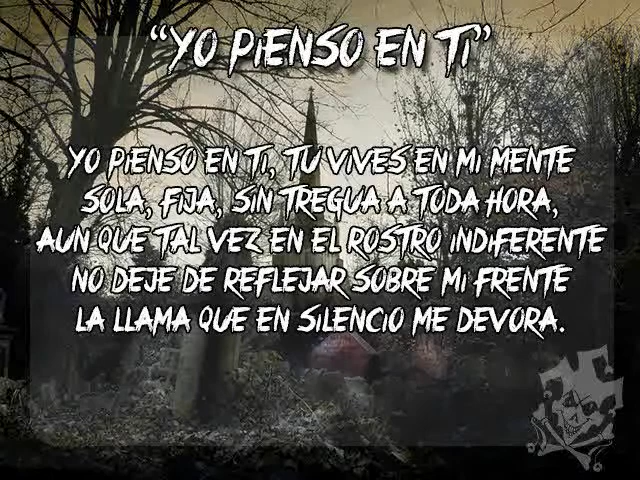 “YO PIENSO EN TI”
YO PIENSO EN TI, TU VIVES EN MI MENTE
SOLA, FIJA, SIN TREGUA A TODA HORA,
AUN QUE TAL VEZ EN EL ROSTRO INDIFERENTE
NO DEJE DE REFLEJAR SOBRE MI FRENTE
LA LLAMA QUE EN SILENCIO ME DEVORA.